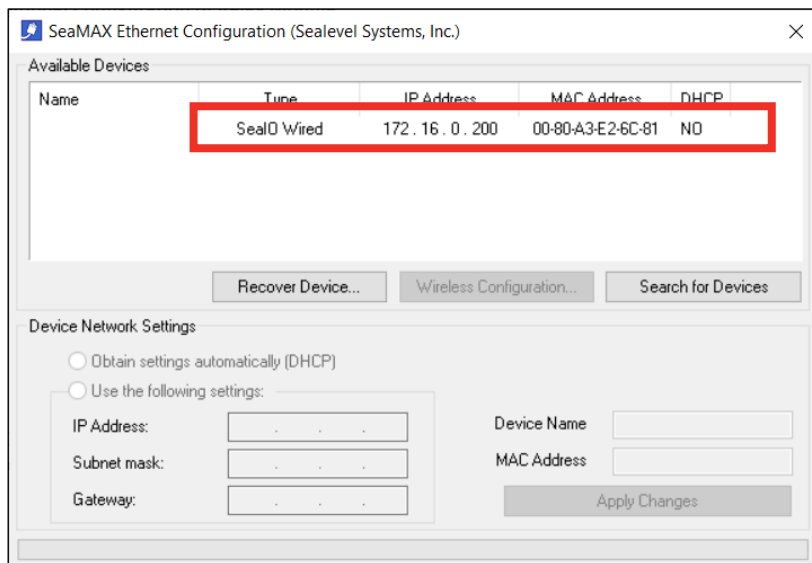 SeaMAX Ethernet Configuration (Sealevel Systems, Inc.)
Available Devices
Name Type IP Address MAC Address DHCP
SeaI/O Wired 172 . 16 . 0 . 200 00-80-A3-E2-6C-81 NO
Recover Device... Wireless Configuration... Search for Devices
Device Network Settings
Obtain settings automatically (DHCP)
Use the following settings:
IP Address: . . .
Subnet mask: . . .
Gateway: . . .
Device Name
MAC Address
Apply Changes